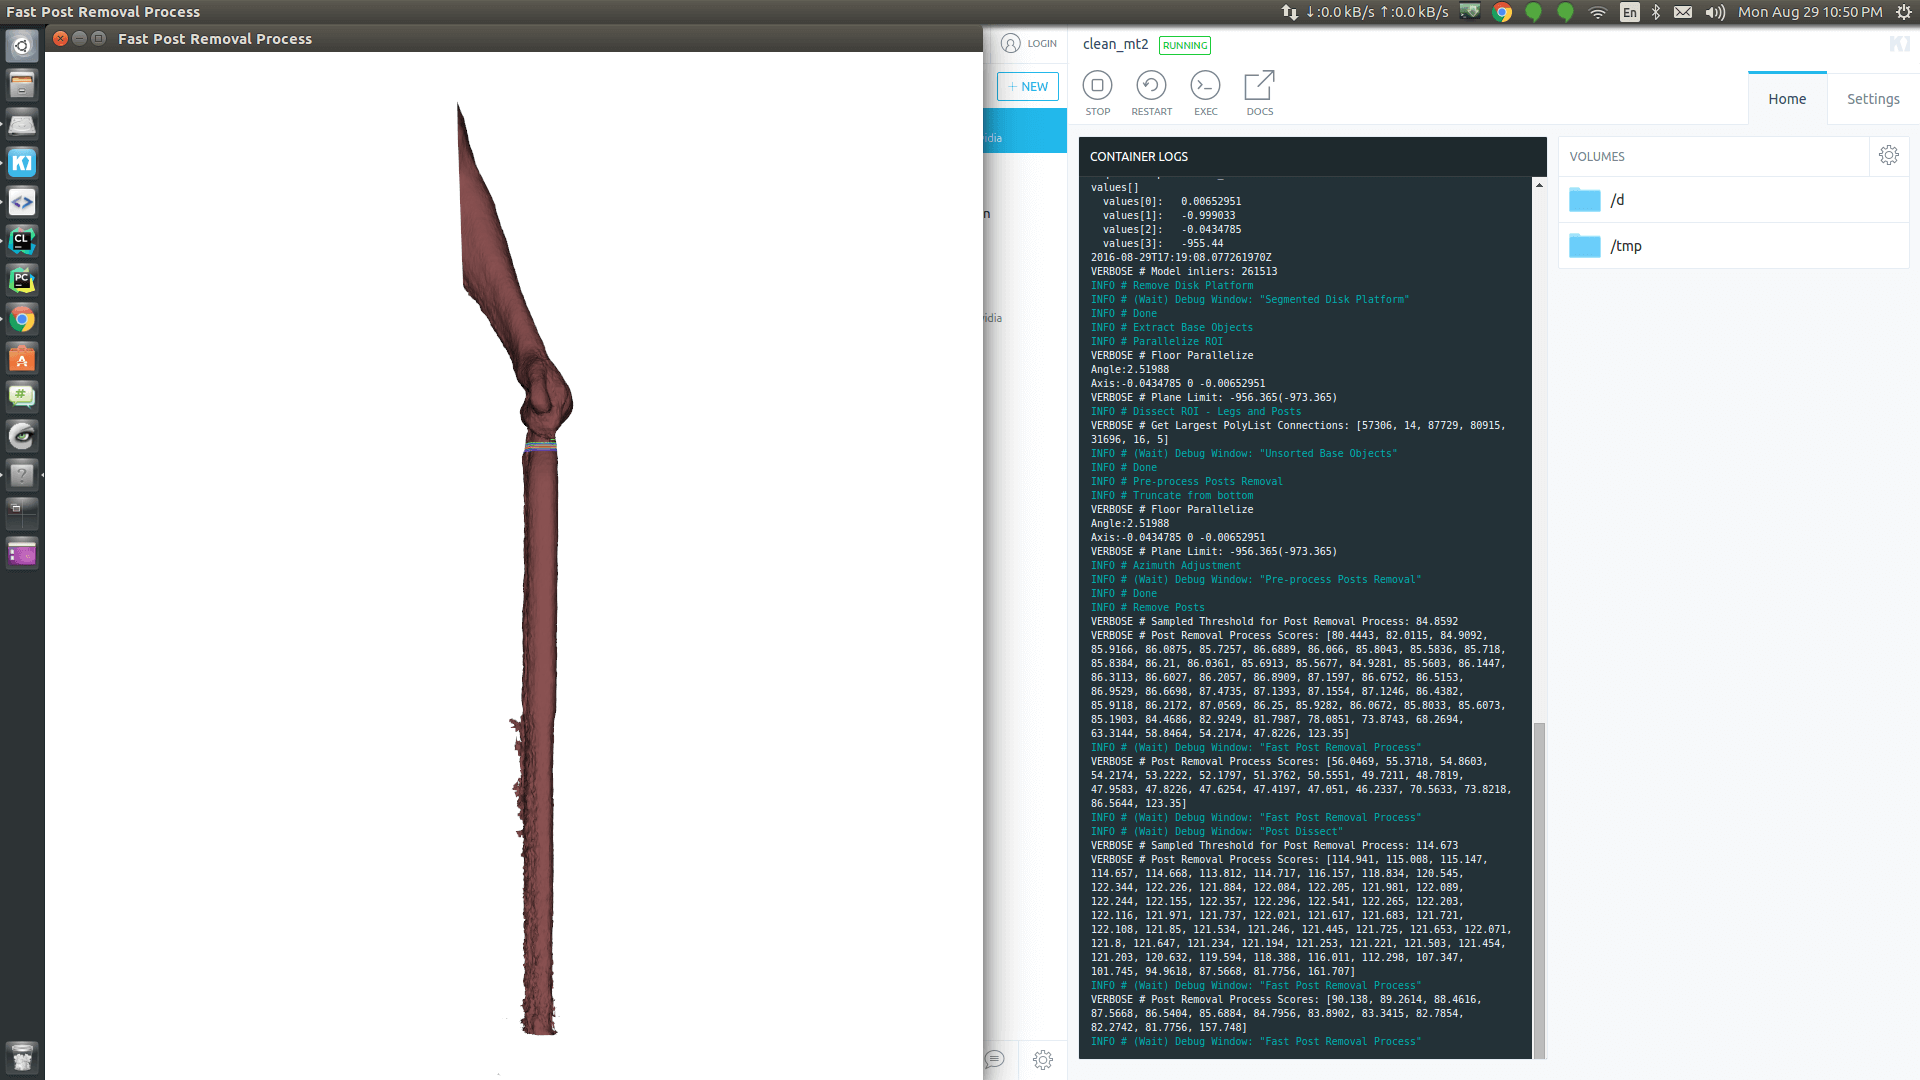 Fast Post Removal Process
↓:0.0 kB/s ↑:0.0 kB/s
En
Mon Aug 29 10:50 PM
Fast Post Removal Process
LOGIN
+ NEW
idia
n
idia
CL
PC
clean_mt2 RUNNING
STOP RESTART EXEC DOCS
Home Settings
CONTAINER LOGS
values[]
values[0]: 0.00652951
values[1]: -0.999033
values[2]: -0.0434785
values[3]: -955.44
2016-08-29T17:19:08.077261970Z
VERBOSE # Model inliers: 261513
INFO # Remove Disk Platform
INFO # (Wait) Debug Window: "Segmented Disk Platform"
INFO # Done
INFO # Extract Base Objects
INFO # Parallelize ROI
VERBOSE # Floor Parallelize
Angle:2.51988
Axis:-0.0434785 0 -0.00652951
VERBOSE # Plane Limit: -956.365(-973.365)
INFO # Dissect ROI - Legs and Posts
VERBOSE # Get Largest PolyList Connections: [57306, 14, 87729, 80915,
31696, 16, 5]
INFO # (Wait) Debug Window: "Unsorted Base Objects"
INFO # Done
INFO # Pre-process Posts Removal
INFO # Truncate from bottom
VERBOSE # Floor Parallelize
Angle:2.51988
Axis:-0.0434785 0 -0.00652951
VERBOSE # Plane Limit: -956.365(-973.365)
INFO # Azimuth Adjustment
INFO # (Wait) Debug Window: "Pre-process Posts Removal"
INFO # Done
INFO # Remove Posts
VERBOSE # Sampled Threshold for Post Removal Process: 84.8592
VERBOSE # Post Removal Process Scores: [80.4443, 82.0115, 84.9092,
85.9166, 86.0875, 85.7257, 86.6889, 86.066, 85.8043, 85.5836, 85.718,
85.8384, 86.21, 86.0361, 85.6913, 85.5677, 84.9281, 85.5603, 86.1447,
86.3113, 86.6027, 86.2057, 86.8909, 87.1597, 86.6752, 86.5153,
86.9529, 86.6698, 87.4735, 87.1393, 87.1554, 87.1246, 86.4382,
85.9118, 86.2172, 87.0569, 86.25, 85.9282, 86.0672, 85.8033, 85.6073,
85.1903, 84.4686, 82.9249, 81.7987, 78.0851, 73.8743, 68.2694,
63.3144, 58.8464, 54.2174, 47.8226, 123.35]
INFO # (Wait) Debug Window: "Fast Post Removal Process"
VERBOSE # Post Removal Process Scores: [56.0469, 55.3718, 54.8603,
54.2174, 53.2222, 52.1797, 51.3762, 50.5551, 49.7211, 48.7819,
47.9583, 47.8226, 47.6254, 47.4197, 47.051, 46.2337, 70.5633, 73.8218,
86.5644, 123.35]
INFO # (Wait) Debug Window: "Fast Post Removal Process"
INFO # (Wait) Debug Window: "Post Dissect"
VERBOSE # Sampled Threshold for Post Removal Process: 114.673
VERBOSE # Post Removal Process Scores: [114.941, 115.008, 115.147,
114.657, 114.668, 113.812, 114.717, 116.157, 118.834, 120.545,
122.344, 122.226, 121.884, 122.084, 122.205, 121.981, 122.089,
122.244, 122.155, 122.357, 122.296, 122.541, 122.265, 122.203,
122.116, 121.971, 121.737, 122.021, 121.617, 121.683, 121.721,
122.108, 121.85, 121.534, 121.246, 121.445, 121.725, 121.653, 122.071,
121.8, 121.647, 121.234, 121.194, 121.253, 121.221, 121.503, 121.454,
121.203, 120.632, 119.594, 118.388, 116.011, 112.298, 107.347,
101.745, 94.9618, 87.5668, 81.7756, 161.707]
INFO # (Wait) Debug Window: "Fast Post Removal Process"
VERBOSE # Post Removal Process Scores: [90.138, 89.2614, 88.4616,
87.5668, 86.5404, 85.6884, 84.7956, 83.8902, 83.3415, 82.7854,
82.2742, 81.7756, 157.748]
INFO # (Wait) Debug Window: "Fast Post Removal Process"
VOLUMES
/d
/tmp